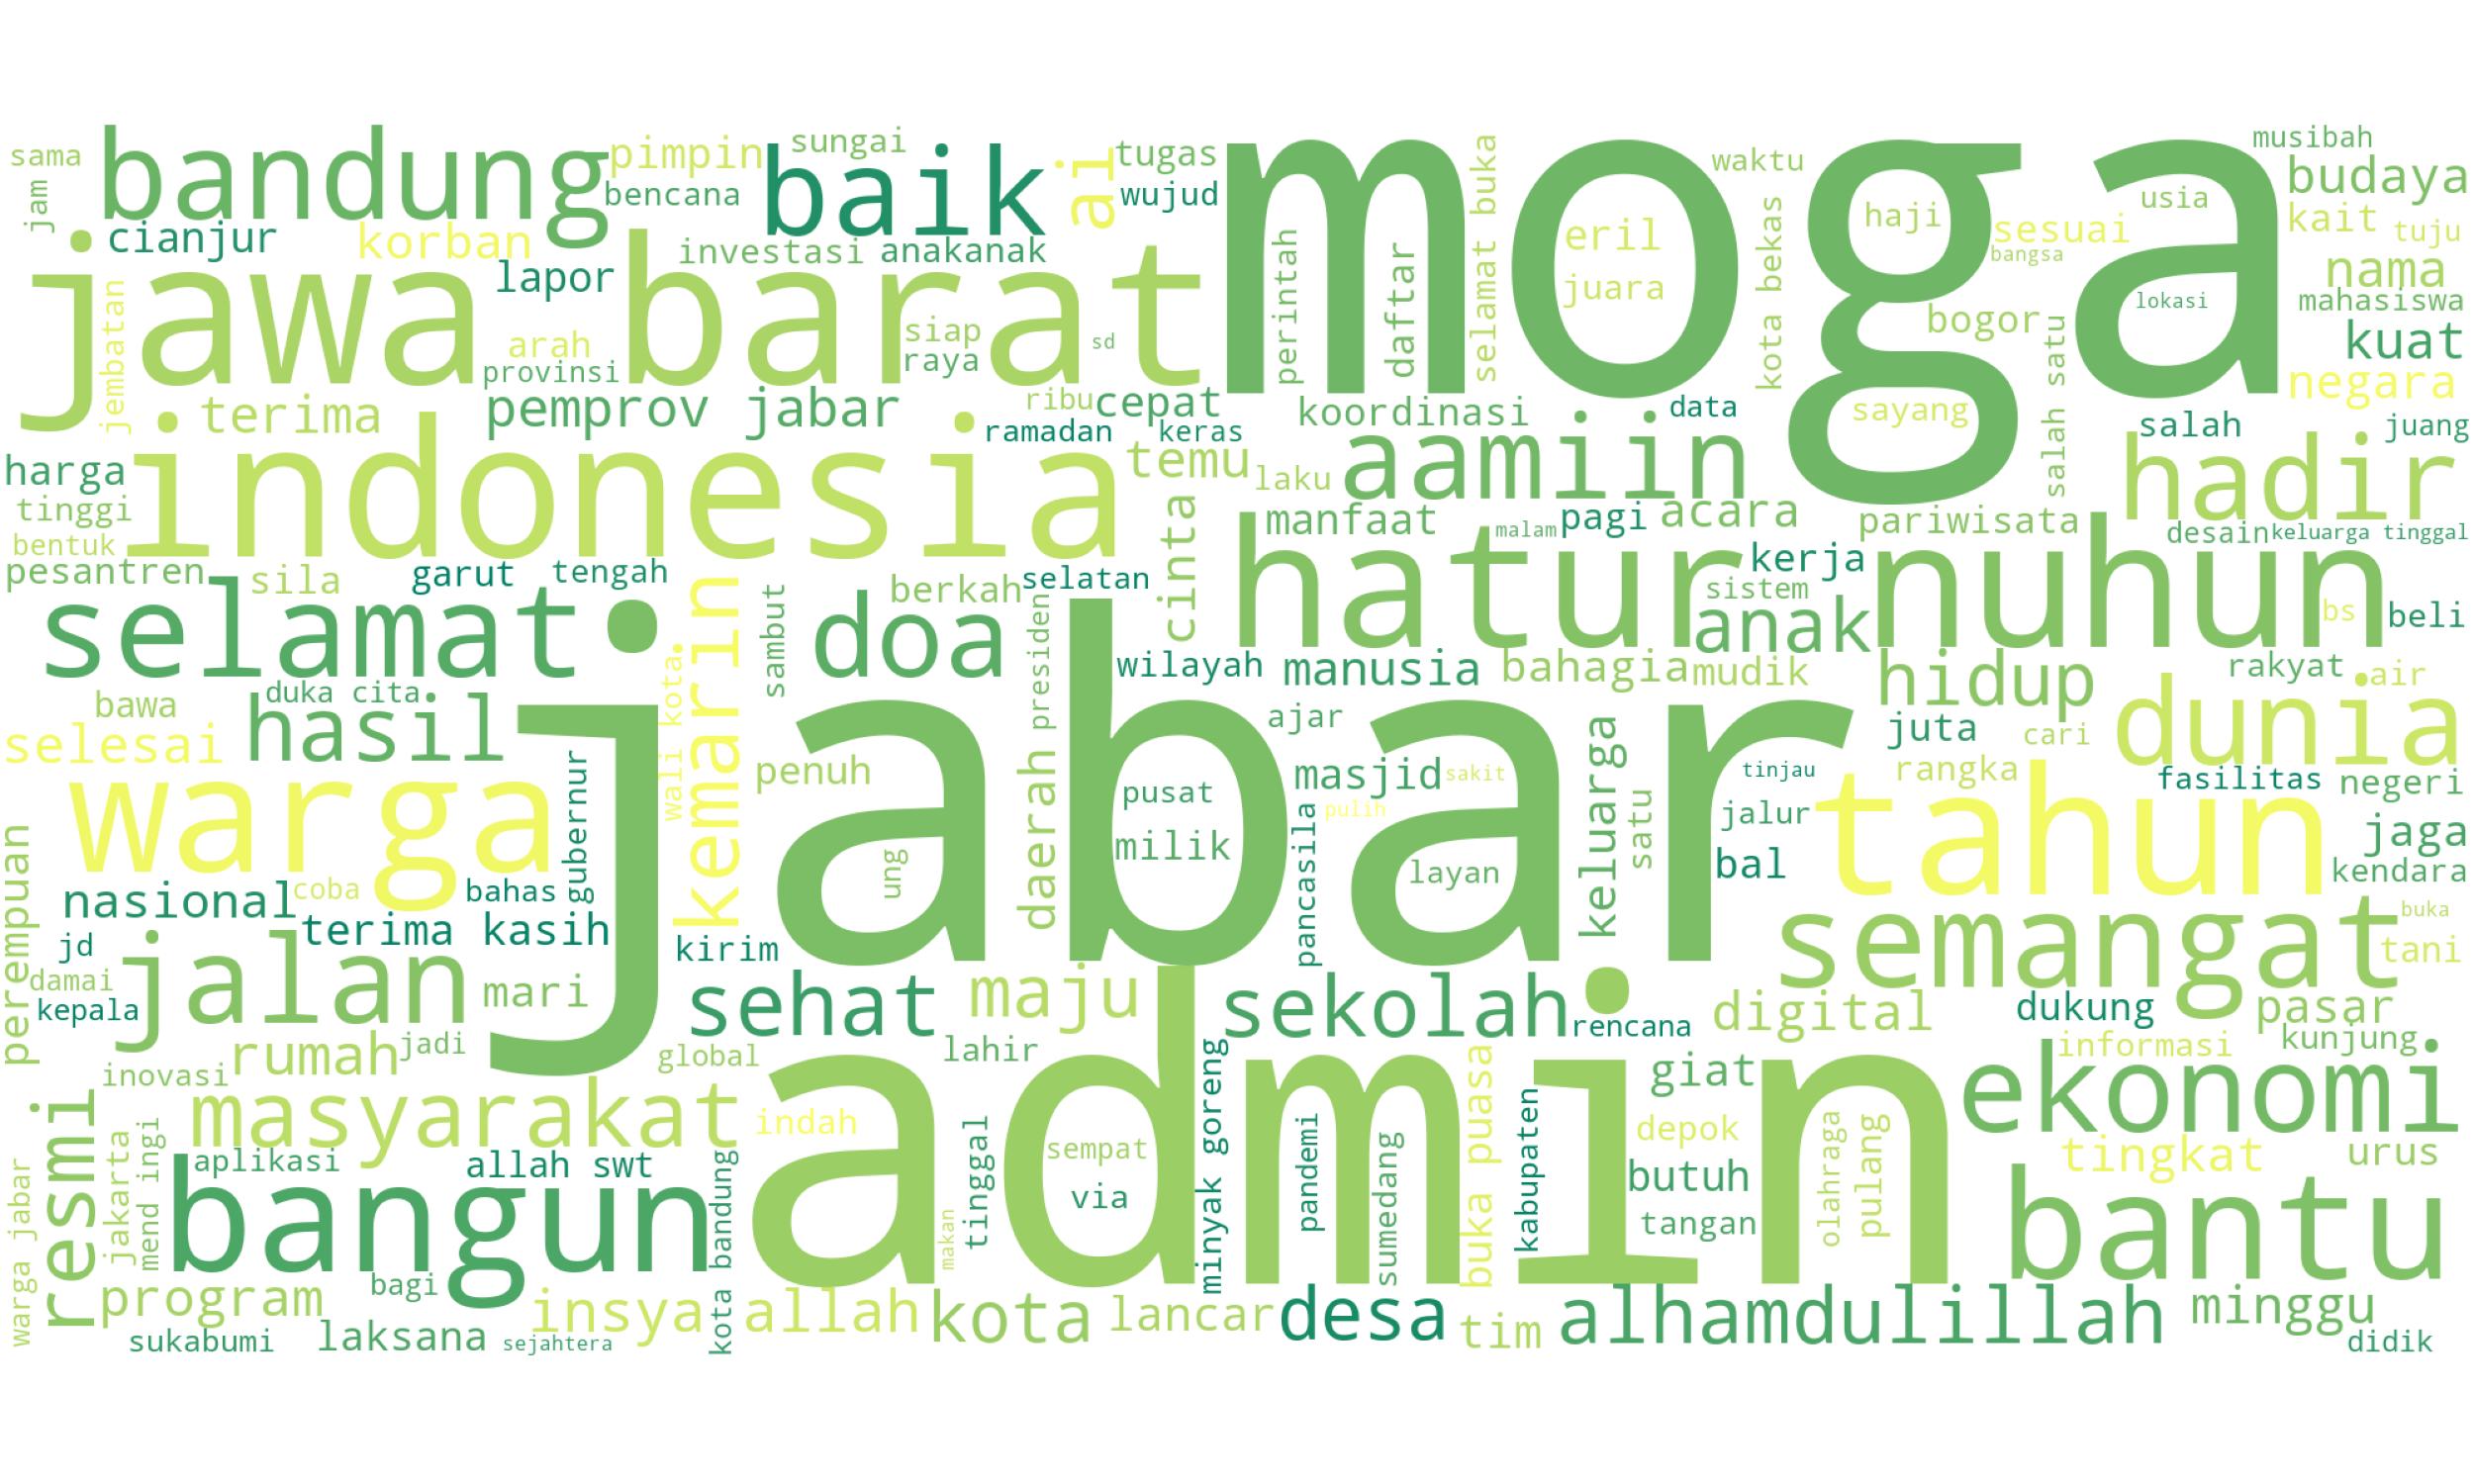 sama
bandung
pimpin
sungai
baik
al
tugas
moga
selamat buka
waktu
musibah
budaya
jam
bencana
wujud
usia
haji
eril
sesuai
kait
tuju
cianjur
korban
investasi
anakanak
perintah
daftar
kota bekas
bangsa
nama
jawa barat
lapor
juara
lokasi
mahasiswa
jembatan
arah
siap
raya
sd
bogor
salah satu
kuat
provinsi
negara
terima
pemprov jabar
ribu
cepat
koordinasi
data
sayang
ramadan
keras
salah
juang
harga
indonesia
temu
laku
aamiin
hadir
tinggi
cinta
manfaat
malam
pagi
acara
pariwisata
desain
keluarga tinggal
bentuk
pesantren
sila
garut
tengah
berkah
selatan
hatur nuhun
kerja
sistem
anak
bs
beli
selamat
kemarin
sambut
doa
presiden
wilayah
manusia
bahagia
mudik
hidup
rakyat
air
duka cita
bawa
hasil
wali kota
ajar
juta
cari
dunia
selesai
jabar
penuh
daerah
pusat
masjid
sakit
keluarga
tinjau
rangka
fasilitas
negeri
warga
gubernur
milik
pulih
pancasila
satu
jalur
tahun
jaga
perempuan
ung
layan
bal
kendara
nasional
coba
bahas
buka
terima kasih
kirim
semangat
tani
jd
jalan
damai
kepala
mari
sehat
maju
sekolah
rencana
digital
dukung
pasar
rumah
jadi
global
lahir
informasi
kunjung
inovasi
admin
giat
ekonomi
resmi
masyarakat
indah
tinggal
sempat
minyak goreng
pandemi
buka puasa
kabupaten
depok
olahraga
pulang
tingkat
urus
jakarta
mend ingi
aplikasi
allah swt
via
sumedang
butuh
warga jabar
bangun
kota bandung
makan
tangan
bantu
program
bagi
insya allah
kota
lancar
desa
tim
alhamdulillah
minggu
sukabumi
laksana
sejahtera
didik